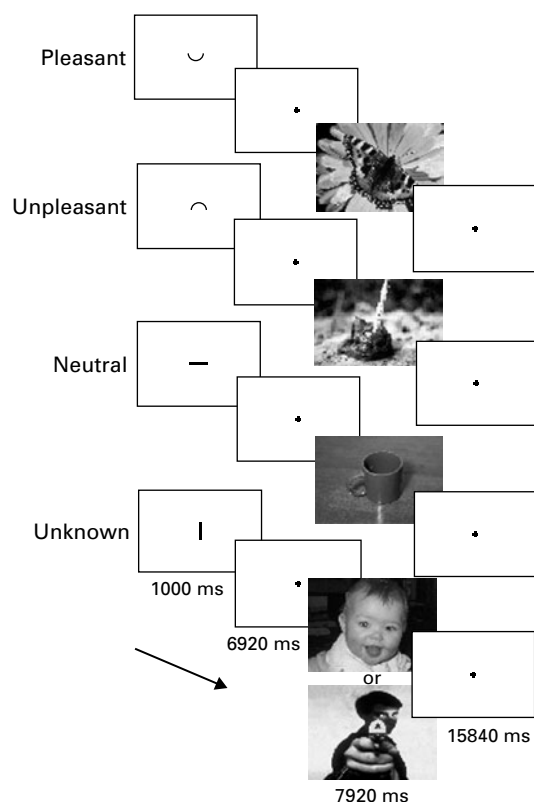 Pleasant
Unpleasant
Neutral
Unknown
1000 ms
6920 ms
or
15840 ms
7920 ms